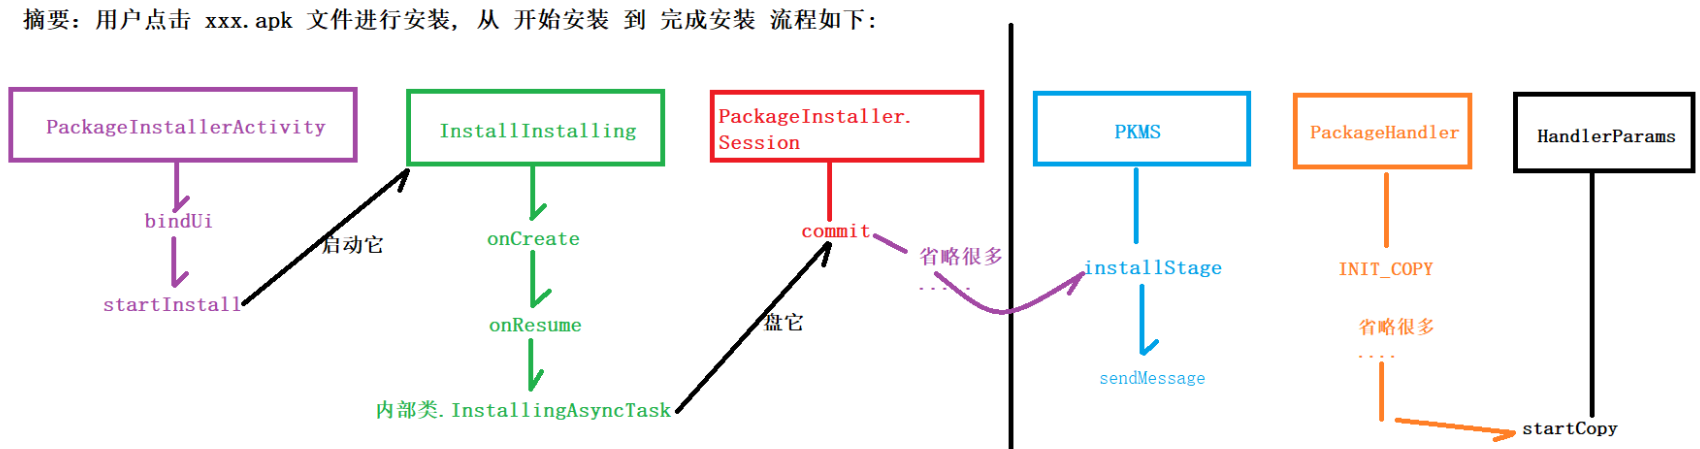 摘要: 用户点击 xxx.apk 文件进行安装, 从 开始安装 到 完成安装 流程如下:
PackageInstallerActivity
bindUi
startInstall
启动它
InstallInstalling
onCreate
onResume
内部类.InstallingAsyncTask
盘它
PackageInstaller.
Session
commit
省略很多
......
PKMS
installStage
sendMessage
PackageHandler
INIT_COPY
省略很多
....
HandlerParams
startCopy